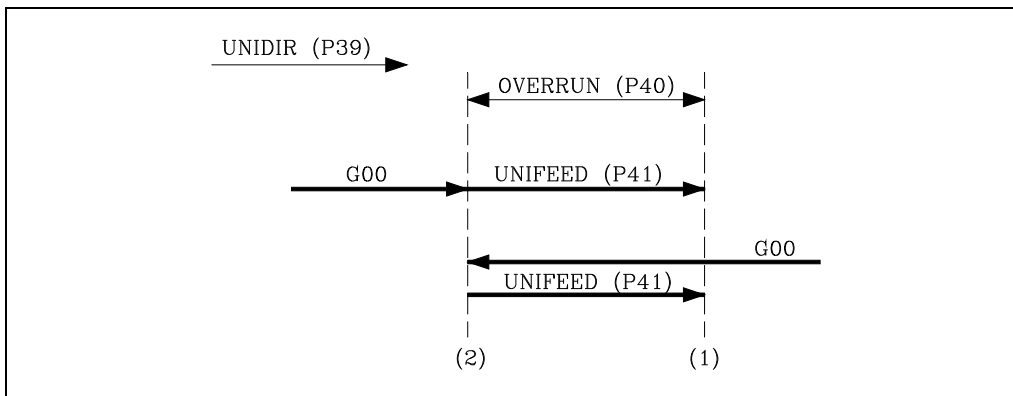 UNIDIR (P39)
OVERRUN (P40)
G00 UNIFEED (P41)
G00
UNIFEED (P41)
(2) (1)